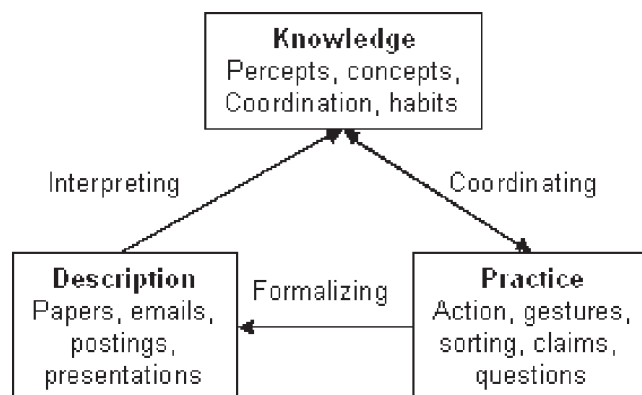 Knowledge
Percepts, concepts,
Coordination, habits
Interpreting
Coordinating
Description
Papers, emails,
postings,
presentations
Formalizing
Practice
Action, gestures,
sorting, claims,
questions